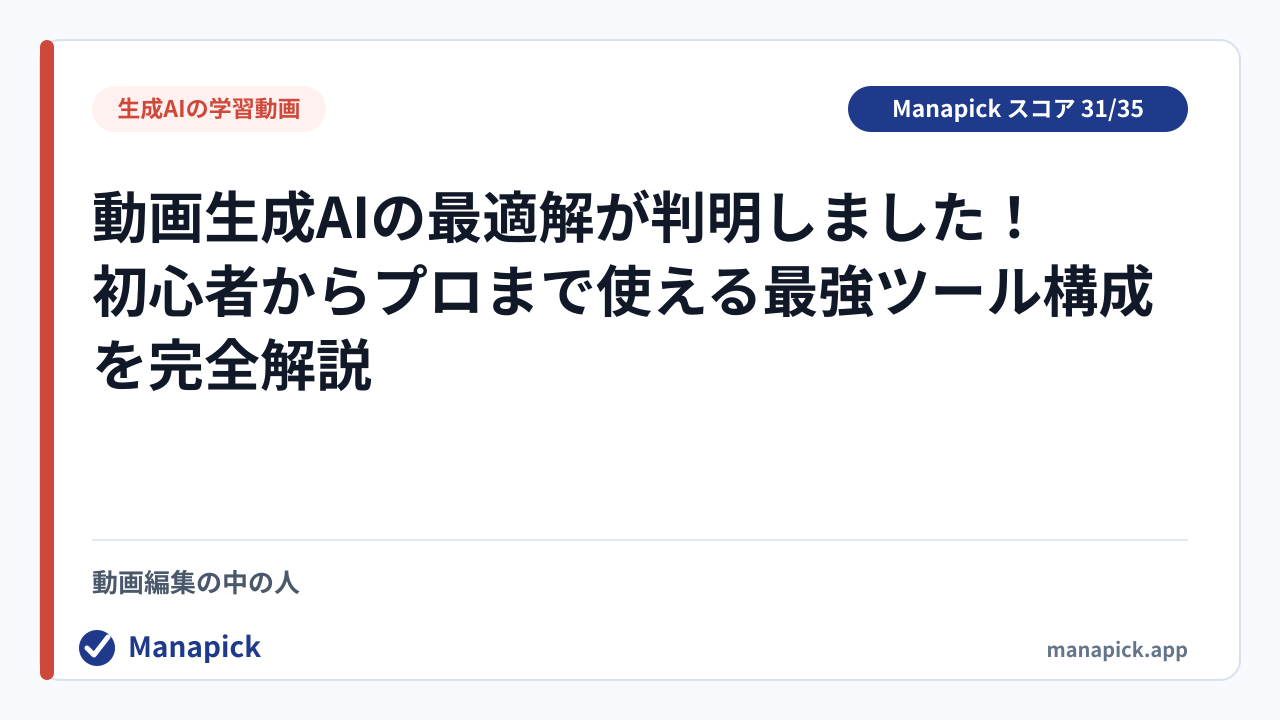 生成AIの学習動画
Manapick スコア 31/35
動画生成AIの最適解が判明しました！
初心者からプロまで使える最強ツール構成
を完全解説
動画編集の中の人
Manapick
manapick.app